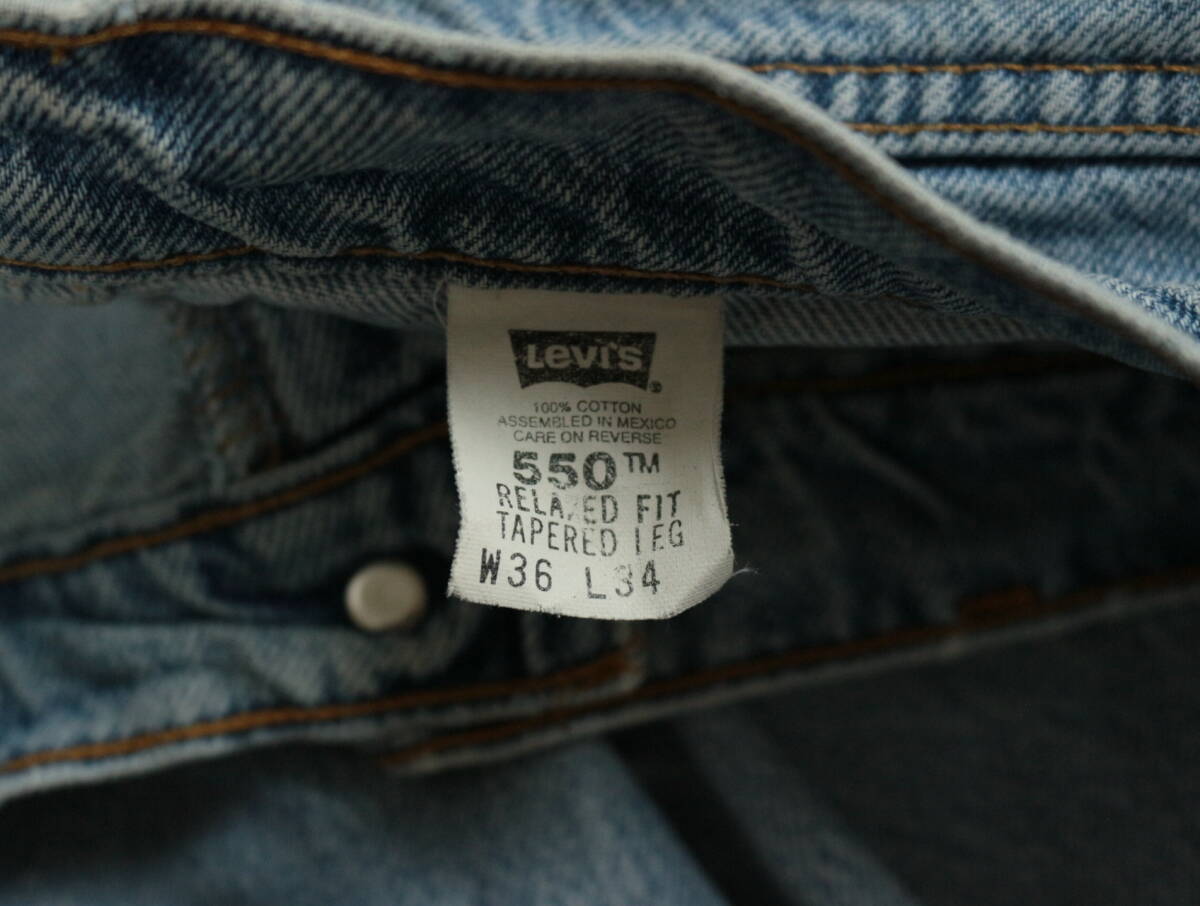 LEVI'S ®
100% COTTON
ASSEMBLED IN MEXICO
CARE ON REVERSE
550™
RELAXED FIT
TAPERED LEG
W36 L34